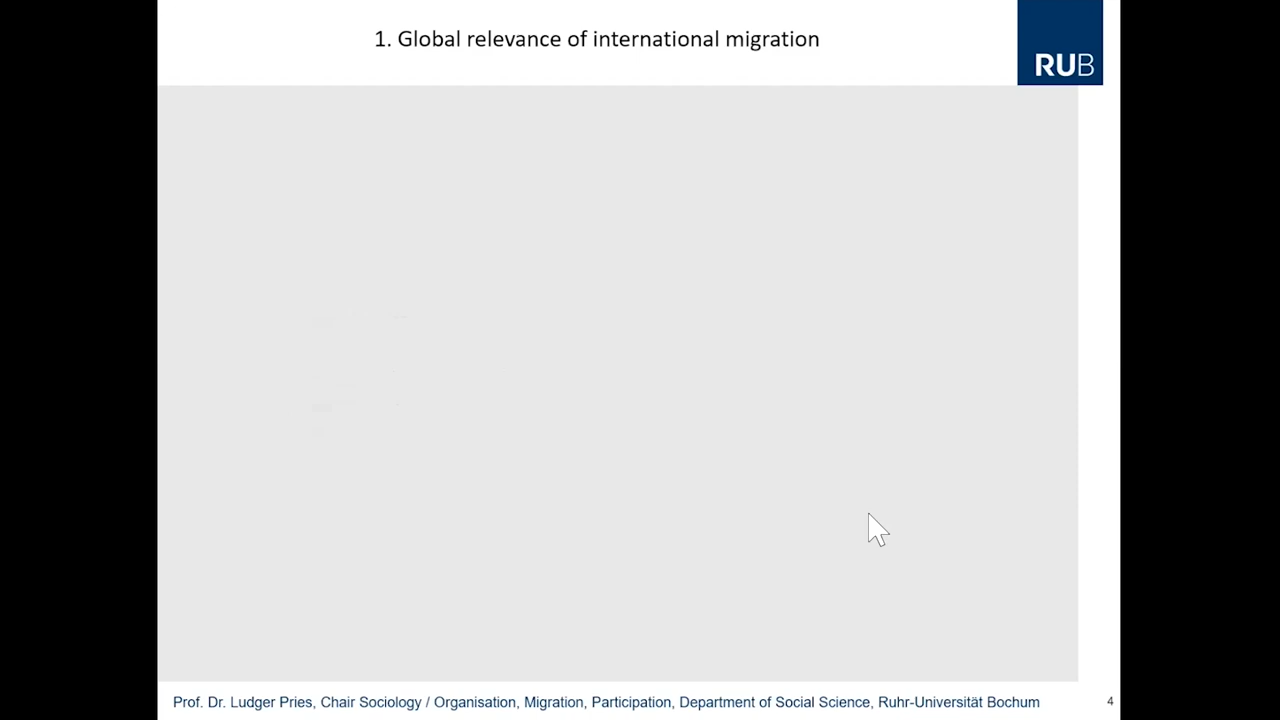 1. Global relevance of international migration
RUB
Prof. Dr. Ludger Pries, Chair Sociology / Organisation, Migration, Participation, Department of Social Science, Ruhr-Universität Bochum
4